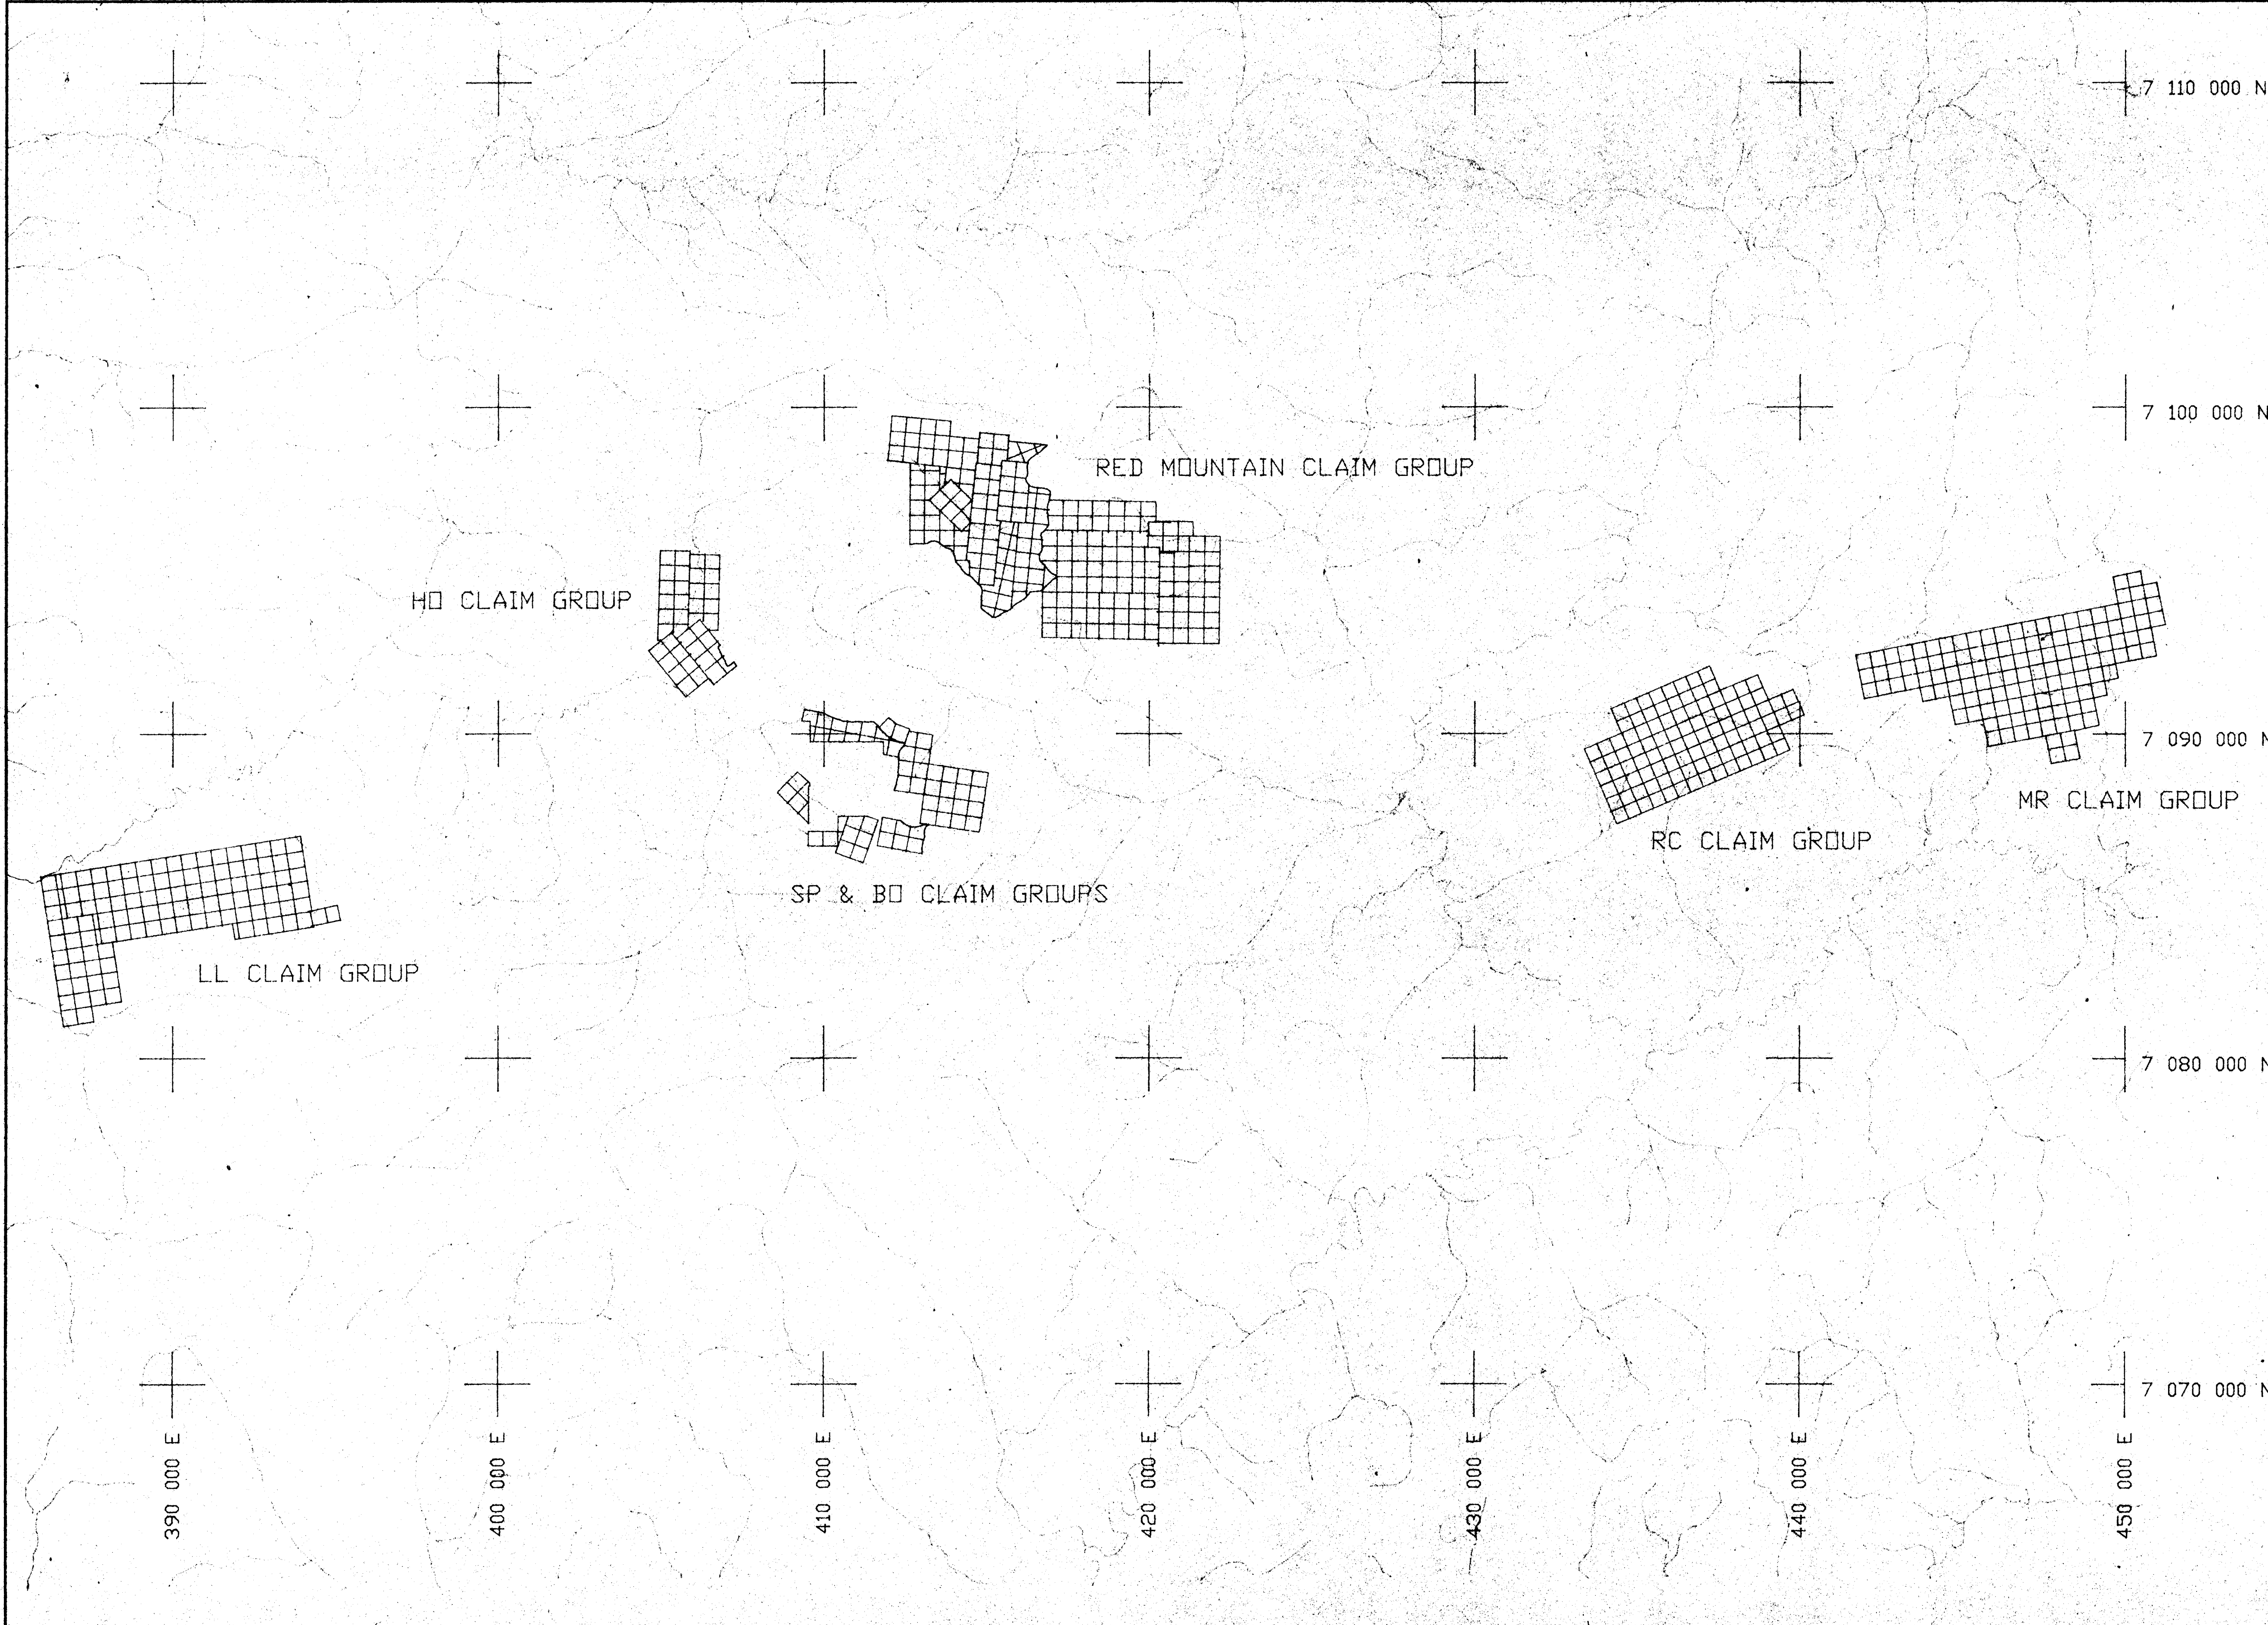 7 110 000 N
7 100 000 N
RED MOUNTAIN CLAIM GROUP
HO CLAIM GROUP
7 090 000 N
MR CLAIM GROUP
RC CLAIM GROUP
SP & BO CLAIM GROUPS
LL CLAIM GROUP
7 080 000 N
7 070 000 N
390 000 E
400 000 E
410 000 E
420 000 E
430 000 E
440 000 E
450 000 E